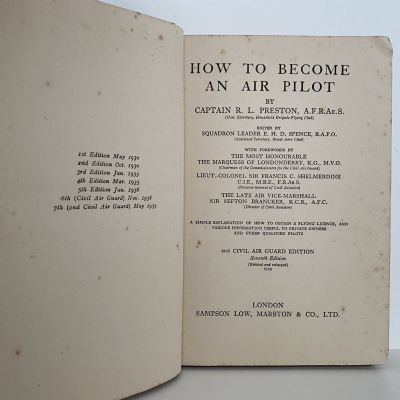 1st Edition May 1930
2nd Edition Oct. 1930
3rd Edition Jan. 1933
4th Edition Mar. 1935
5th Edition Jan. 1936
6th (Civil Air Guard) Nov. 1938
7th (2nd Civil Air Guard) May 1939
HOW TO BECOME
AN AIR PILOT
BY
CAPTAIN R. L. PRESTON, A.F.R.AE.S.
(Hon. Secretary, Household Brigade Flying Club)
EDITED BY
SQUADRON LEADER E. H. D. SPENCE, R.A.F.O.
(Assistant Secretary, Royal Aero Club)
WITH FOREWORDS BY
THE MOST HONOURABLE
THE MARQUESS OF LONDONDERRY, K.G., M.V.O.
(Chairman of the Commissioners for the Civil Air Guard)
LIEUT.-COLONEL SIR FRANCIS C. SHELMERDINE
C.I.E., M.B.E., F.R.AE.S.
(Director-General of Civil Aviation)
THE LATE AIR VICE-MARSHALL
SIR SEFTON BRANCKER, K.C.B., A.F.C.
(Director of Civil Aviation)
A SIMPLE EXPLANATION OF HOW TO OBTAIN A FLYING LICENCE, AND
VARIOUS INFORMATION USEFUL TO PRIVATE OWNERS
AND OTHER QUALIFIED PILOTS
2nd CIVIL AIR GUARD EDITION
Seventh Edition
(Revised and enlarged)
1939
LONDON
SAMPSON LOW, MARSTON & CO., LTD.